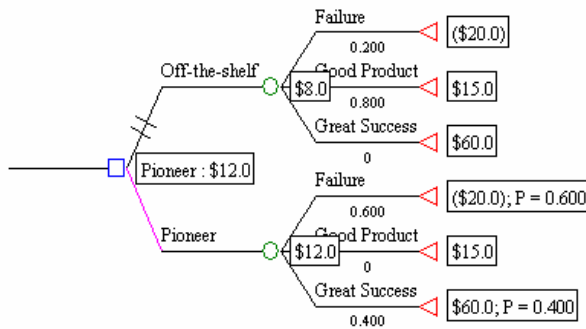 Failure
0.200
($20.0)
Off-the-shelf
$8.0
Good Product
0.800
$15.0
Great Success
0
$60.0
Pioneer : $12.0
Failure
0.600
($20.0); P = 0.600
Pioneer
$12.0
Good Product
0
$15.0
Great Success
0.400
$60.0; P = 0.400